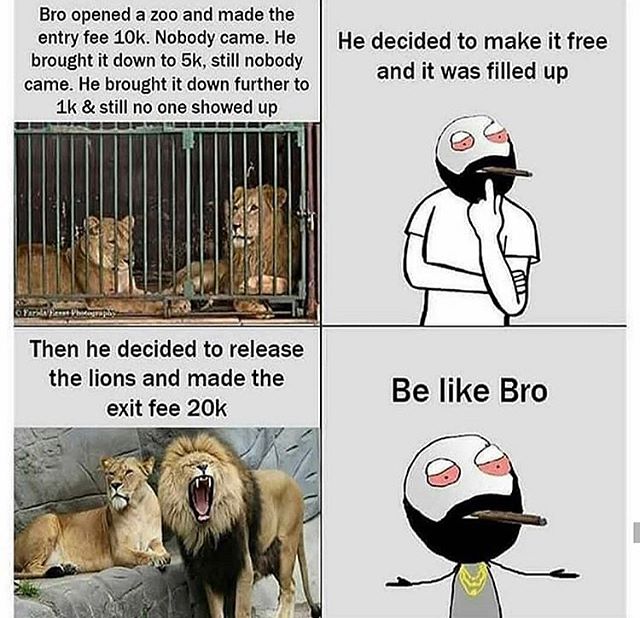 Bro opened a zoo and made the
entry fee 10k. Nobody came. He
brought it down to 5k, still nobody
came. He brought it down further to
1k & still no one showed up
He decided to make it free
and it was filled up
Then he decided to release
the lions and made the
exit fee 20k
Be like Bro